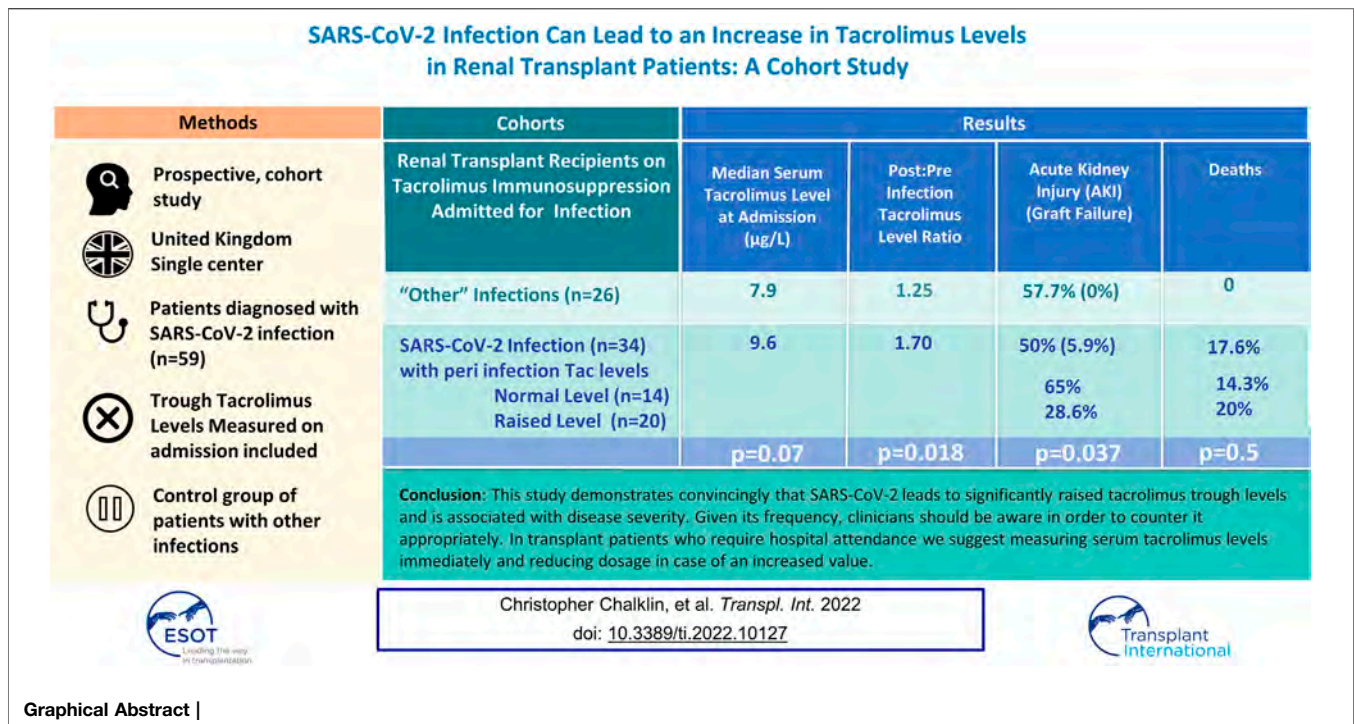 SARS-CoV-2 Infection Can Lead to an Increase in Tacrolimus Levels
in Renal Transplant Patients: A Cohort Study
Methods
Prospective, cohort
study
United Kingdom
Single center
Patients diagnosed with
SARS-CoV-2 infection
(n=59)
Trough Tacrolimus
Levels Measured on
admission included
Control group of
patients with other
infections
Cohorts
Results
Renal Transplant Recipients on
Tacrolimus Immunosuppression
Admitted for Infection
Median Serum
Tacrolimus Level
at Admission
(μg/L)
Post:Pre
Infection
Tacrolimus
Level Ratio
Acute Kidney
Injury (AKI)
(Graft Failure)
Deaths
“Other” Infections (n=26)
7.9
1.25
57.7% (0%)
0
SARS-CoV-2 Infection (n=34)
with peri infection Tac levels
9.6
1.70
50% (5.9%)
17.6%
Normal Level (n=14)
65%
14.3%
Raised Level (n=20)
28.6%
20%
p=0.07
p=0.018
p=0.037
p=0.5
Conclusion: This study demonstrates convincingly that SARS-CoV-2 leads to significantly raised tacrolimus trough levels
and is associated with disease severity. Given its frequency, clinicians should be aware in order to counter it
appropriately. In transplant patients who require hospital attendance we suggest measuring serum tacrolimus levels
immediately and reducing dosage in case of an increased value.
ESOT
Leading the way
in transplantation
Christopher Chalklin, et al. Transpl. Int. 2022
doi: 10.3389/ti.2022.10127
Transplant
International
Graphical Abstract |